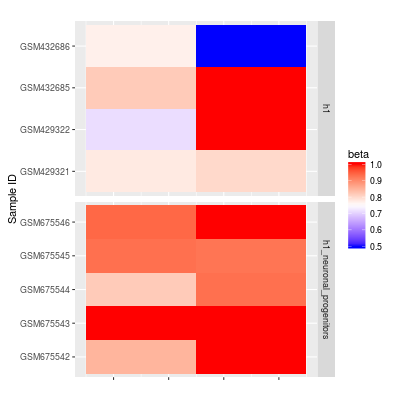 GSM432686
GSM432685
GSM429322
GSM429321
h1
GSM675546
GSM675545
GSM675544
GSM675543
GSM675542
h1_neuronal_progenitors
Sample ID
beta
1.0
0.9
0.8
0.7
0.6
0.5